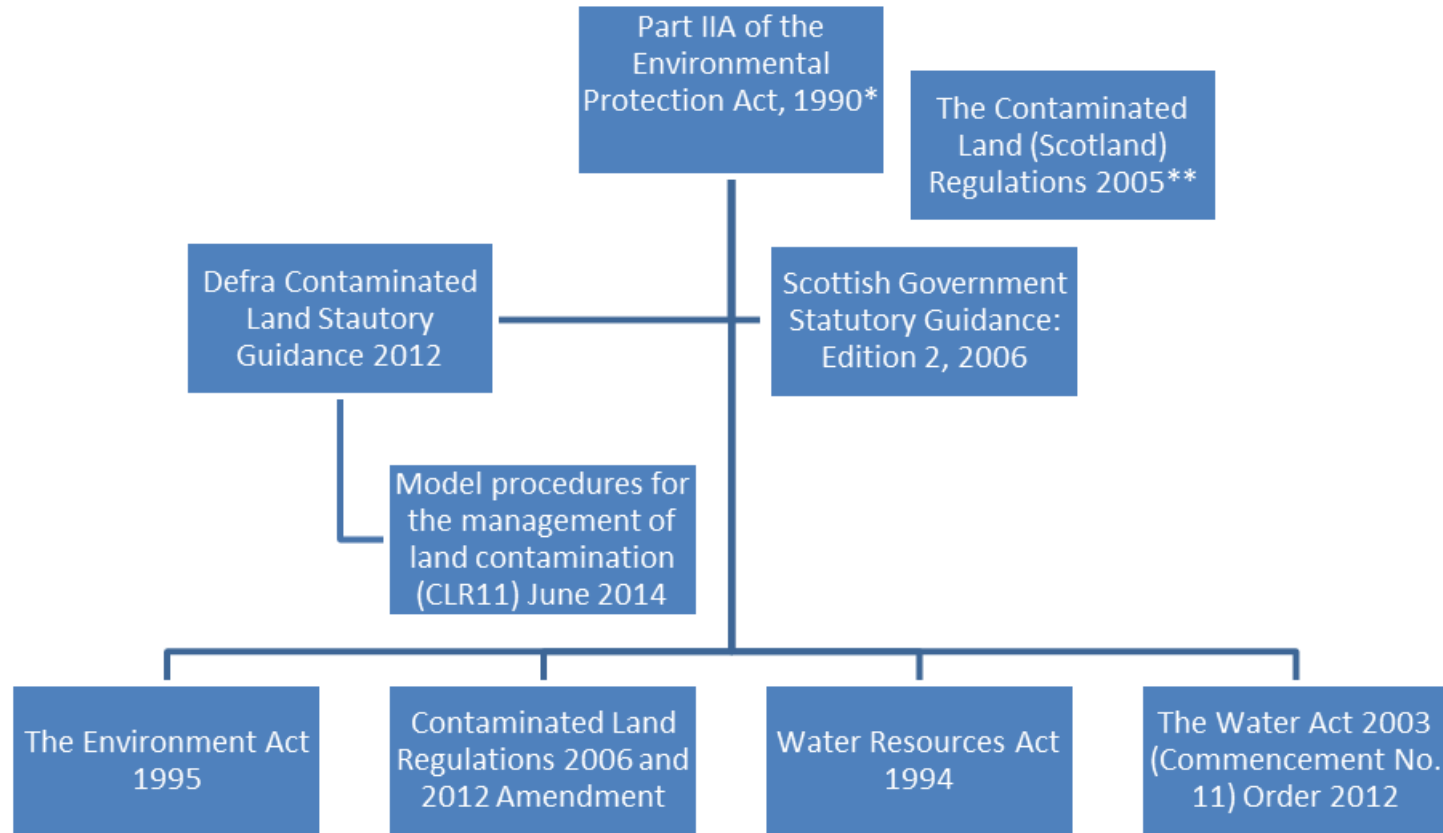 Part IIA of the
Environmental
Protection Act, 1990*
The Contaminated
Land (Scotland)
Regulations 2005**
Defra Contaminated
Land Stautory
Guidance 2012
Scottish Government
Statutory Guidance:
Edition 2, 2006
Model procedures for
the management of
land contamination
(CLR11) June 2014
The Environment Act
1995
Contaminated Land
Regulations 2006 and
2012 Amendment
Water Resources Act
1994
The Water Act 2003
(Commencement No.
11) Order 2012